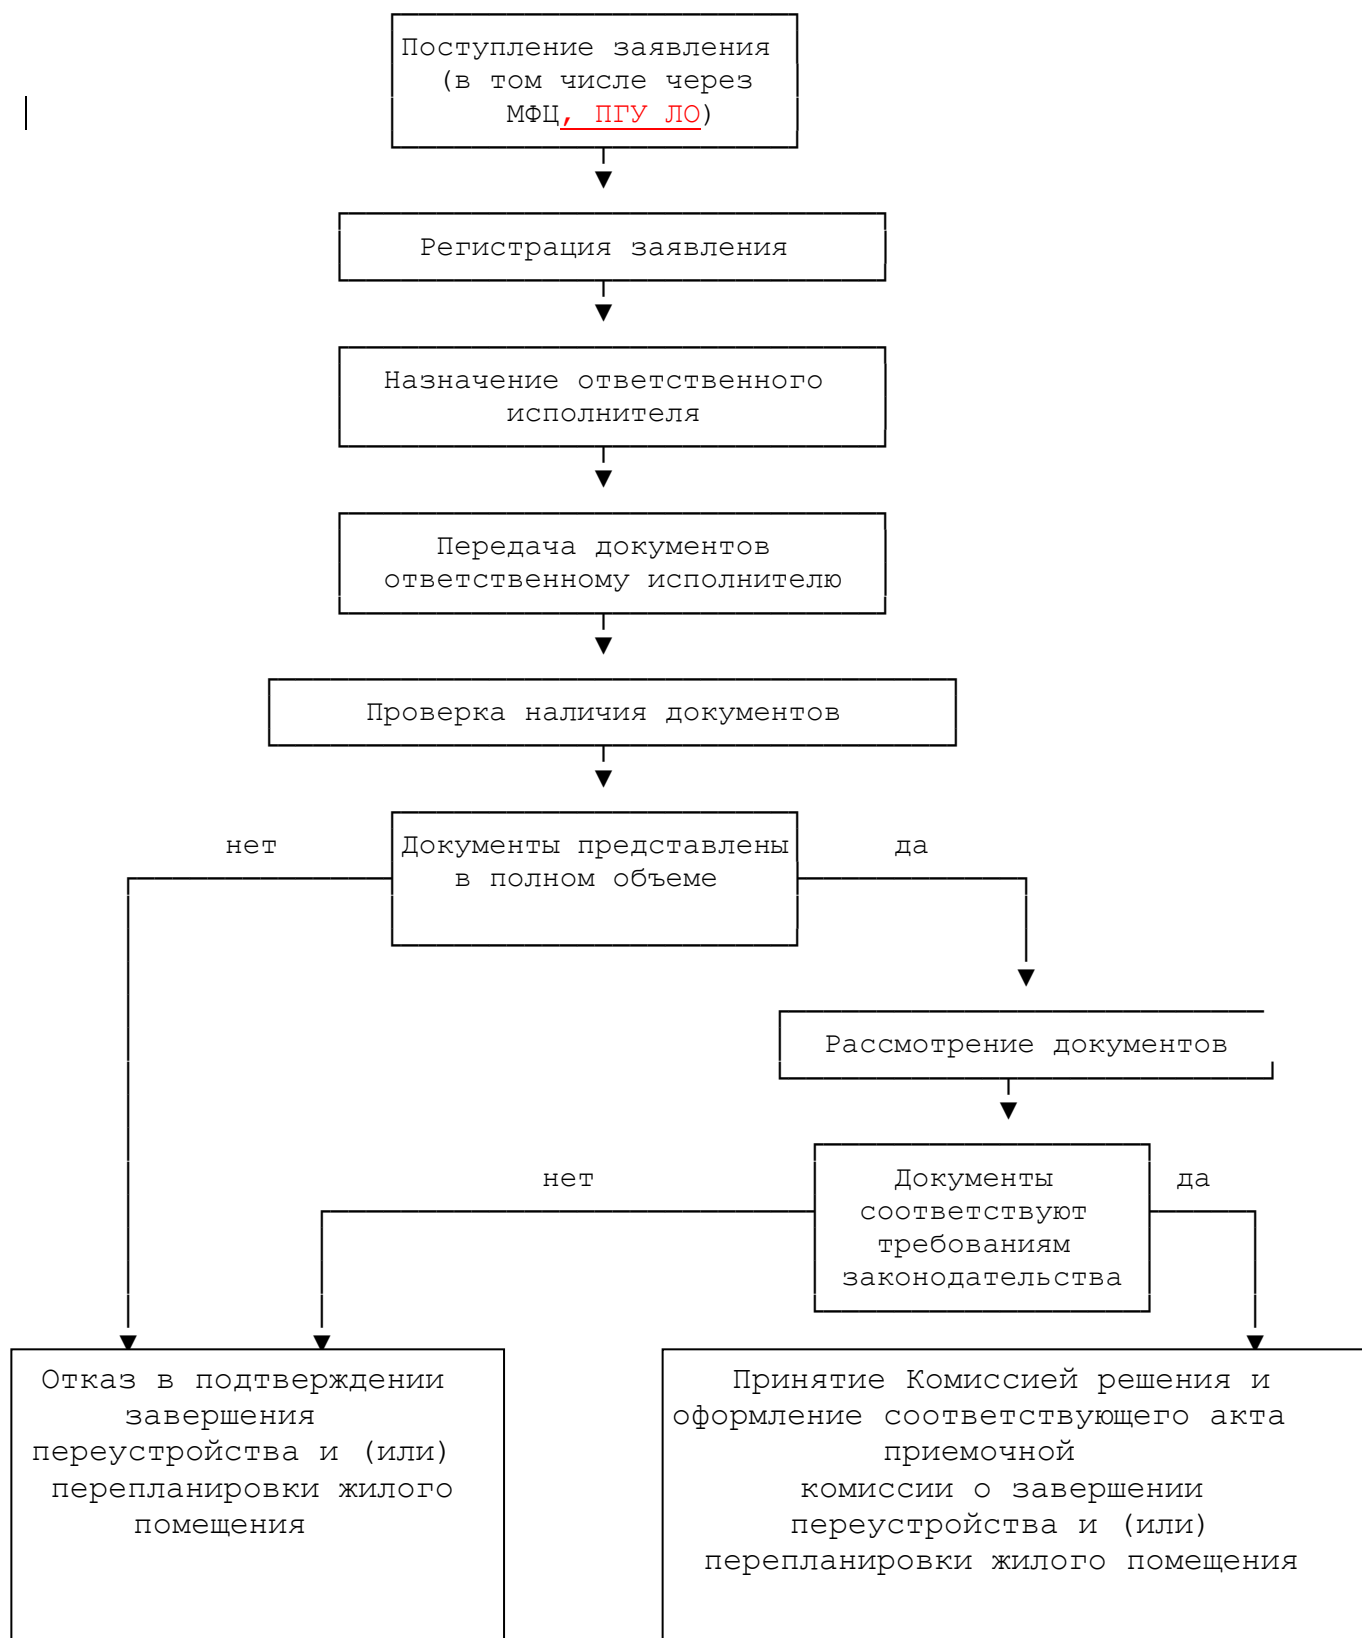 Поступление заявления
(в том числе через
МФЦ, ПГУ ЛО)
Регистрация заявления
Назначение ответственного
исполнителя
Передача документов
ответственному исполнителю
Проверка наличия документов
нет
Документы представлены
в полном объеме
да
Рассмотрение документов
нет
Документы
соответствуют
требованиям
законодательства
да
Отказ в подтверждении
завершения
переустройства и (или)
перепланировки жилого
помещения
Принятие Комиссией решения и
оформление соответствующего акта
приемочной
комиссии о завершении
переустройства и (или)
перепланировки жилого помещения